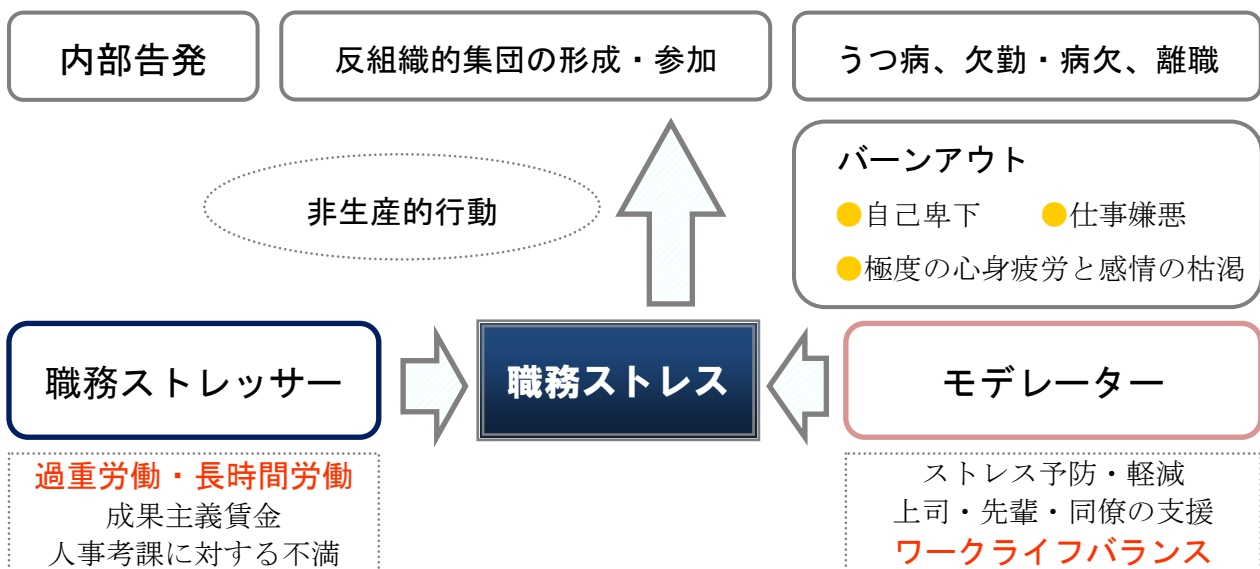 内部告発
反組織的集団の形成・参加
うつ病、欠勤・病欠、離職
非生産的行動
バーンアウト
●自己卑下 ●仕事嫌悪
●極度の心身疲労と感情の枯渇
職務ストレッサー
職務ストレス
モデレーター
過重労働・長時間労働
成果主義賃金
人事考課に対する不満
ストレス予防・軽減
上司・先輩・同僚の支援
ワークライフバランス